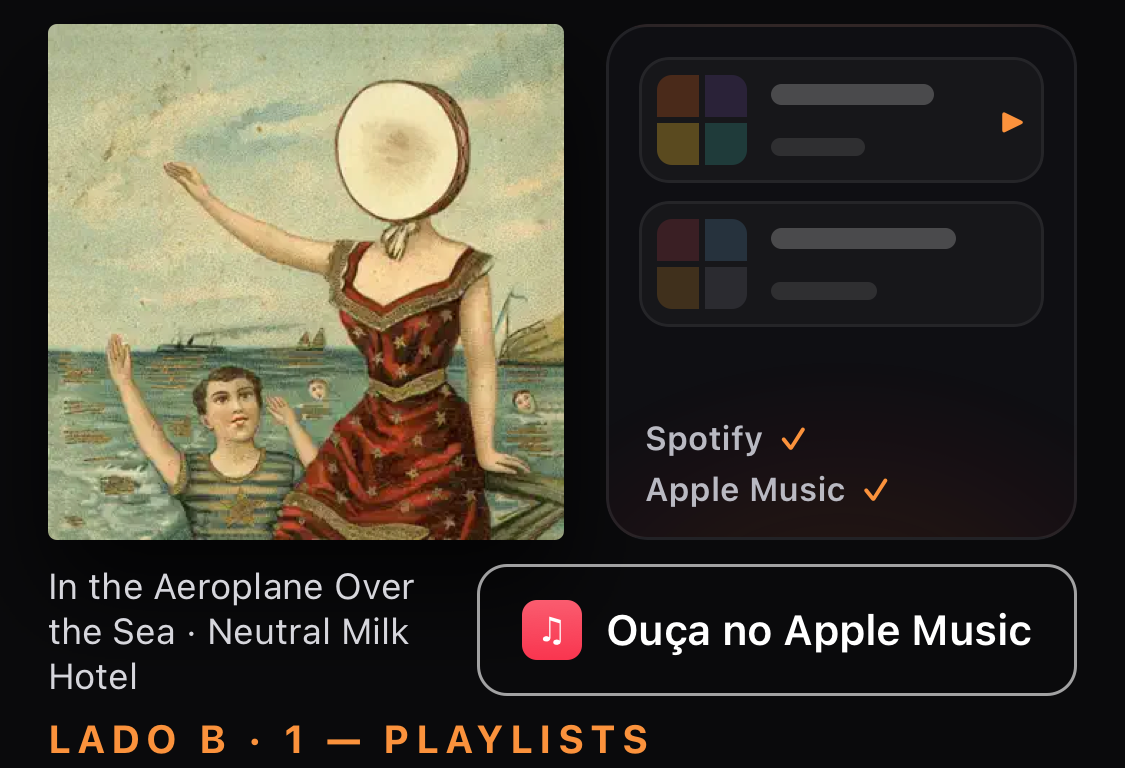 Spotify ✓
Apple Music ✓
In the Aeroplane Over
the Sea · Neutral Milk
Hotel
Ouça no Apple Music
LADO B · 1 — PLAYLISTS